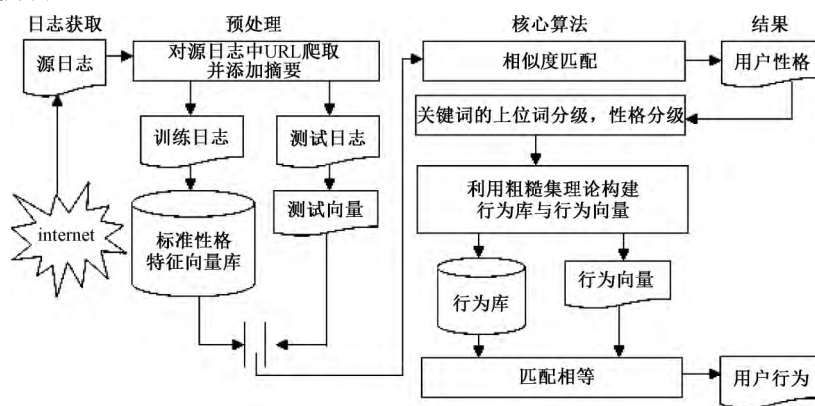 日志获取
预处理
核心算法
结果
源日志
对源日志中URL爬取
并添加摘要
相似度匹配
用户性格
训练日志
测试日志
关键词的上位词分级，性格分级
internet
标准性格
特征向量库
测试向量
利用粗糙集理论构建
行为库与行为向量
行为库
行为向量
匹配相等
用户行为